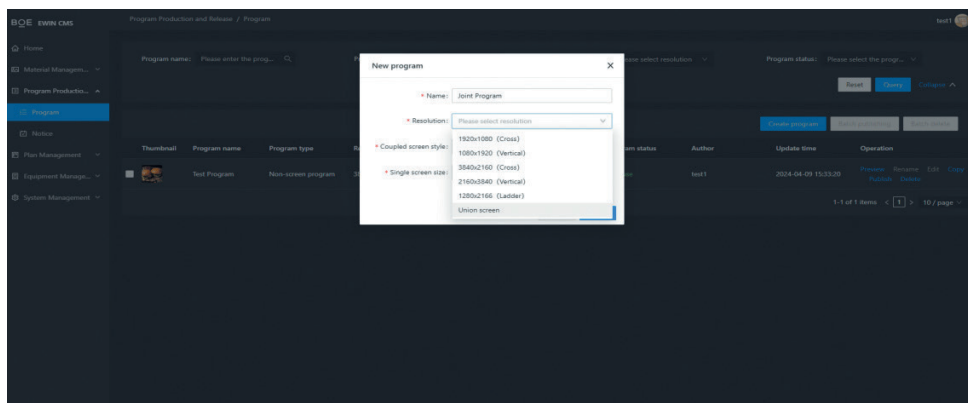 BOE EWIN CMS
Program Production and Release / Program
test1
Home
Material Managem...
Program Productio...
Program
Notice
Plan Management
Equipment Manage...
System Management
Program name: Please enter the prog...
Please select resolution
Program status: Please select the progr...
Reset
Query
Collapse
Create program
Thumbnail
Program name
Program type
Author
Update time
Operation
Test Program
Non-screen program
test1
2024-04-09 15:33:20
Preview Rename Edit Copy
Publish Delete
1-1 of 1 items < 1 > 10 / page
New program
* Name: Joint Program
* Resolution: Please select resolution
* Coupled screen style:
* Single screen size:
1920x1080 (Cross)
1080x1920 (Vertical)
3840x2160 (Cross)
2160x3840 (Vertical)
1280x2166 (Ladder)
Union screen